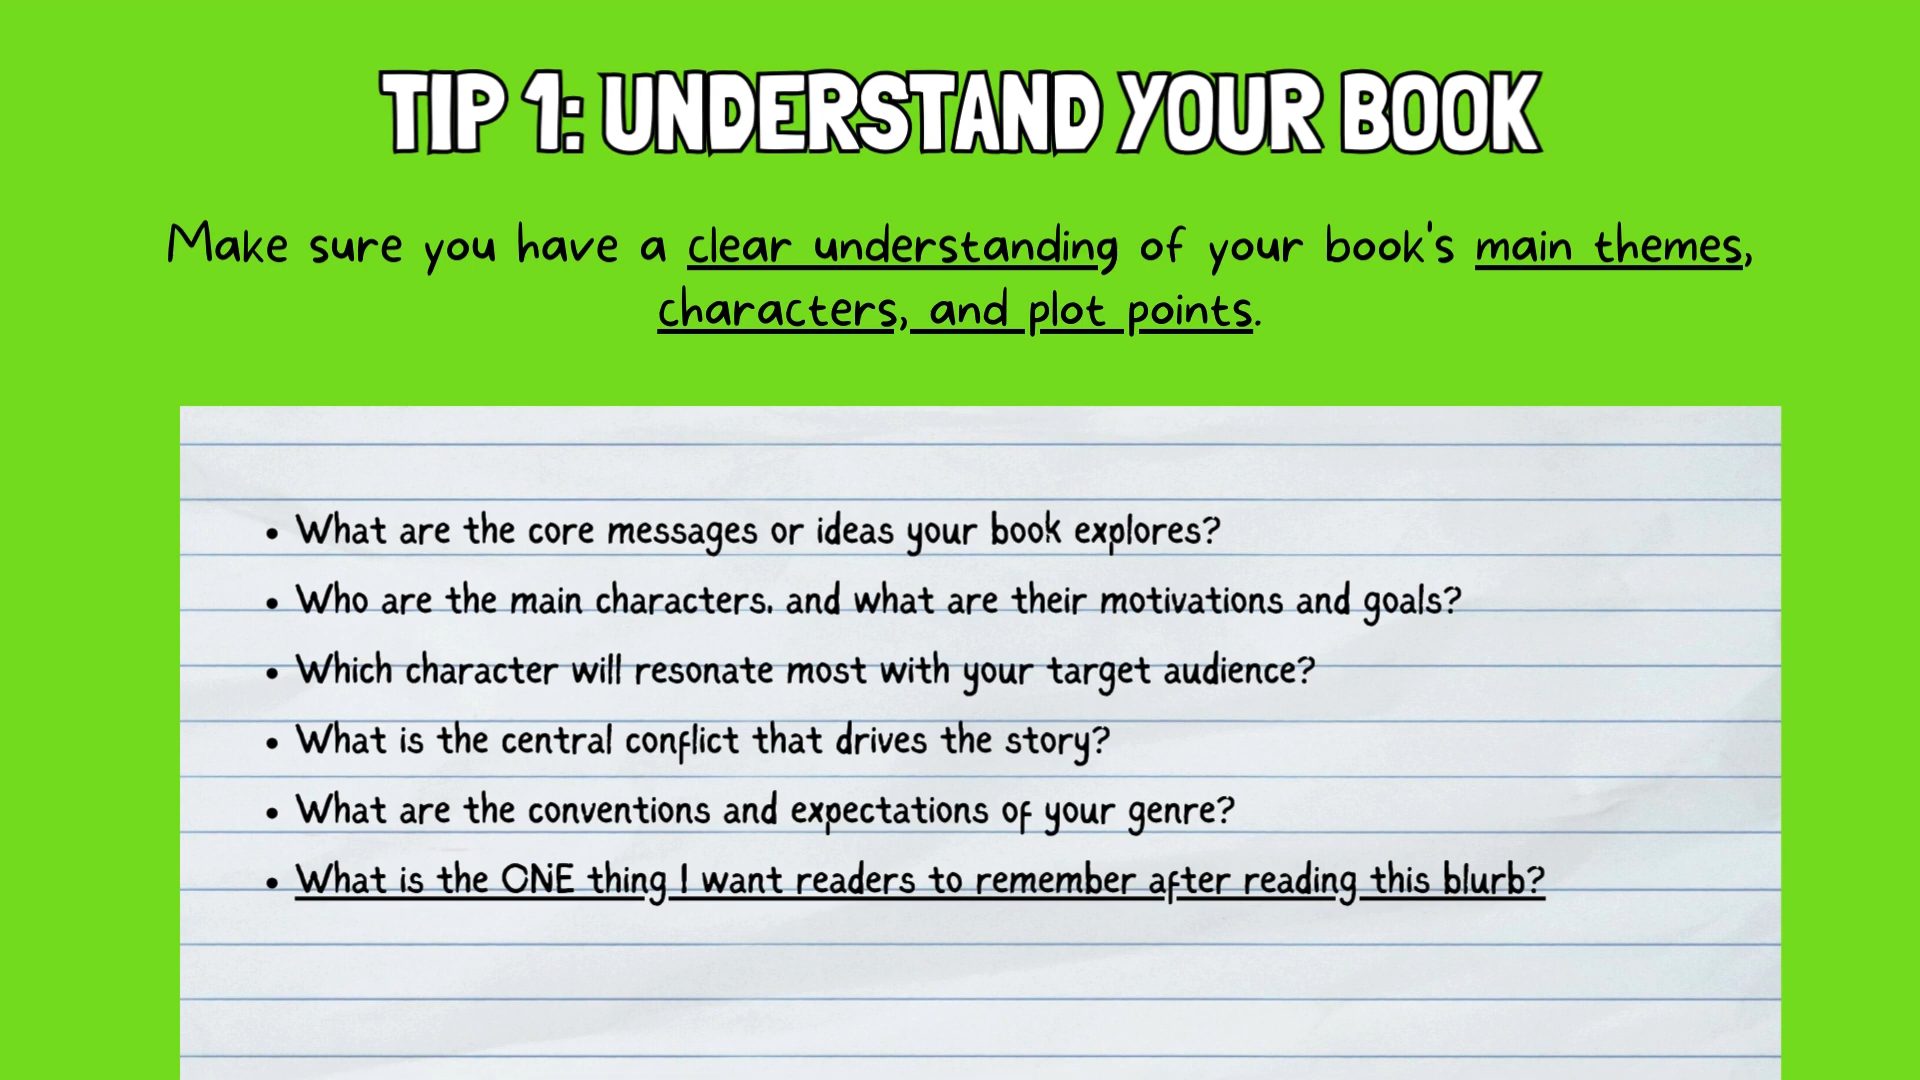 TIP 1: UNDERSTAND YOUR BOOK
Make sure you have a clear understanding of your book's main themes,
characters, and plot points.
• What are the core messages or ideas your book explores?
• Who are the main characters, and what are their motivations and goals?
• Which character will resonate most with your target audience?
• What is the central conflict that drives the story?
• What are the conventions and expectations of your genre?
• What is the ONE thing I want readers to remember after reading this blurb?